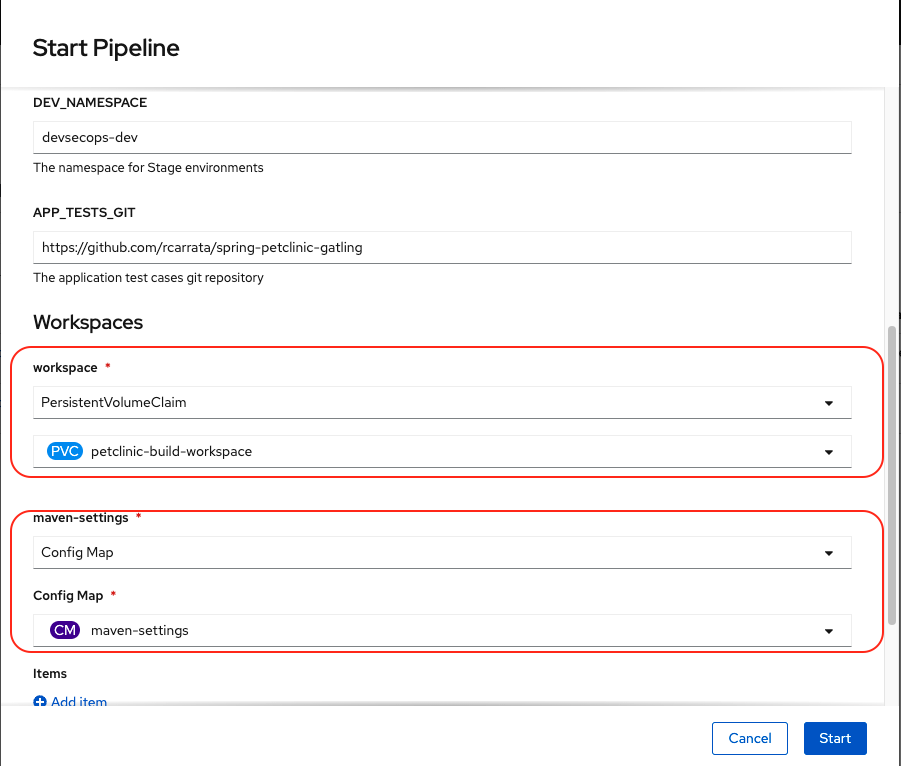 Start Pipeline
DEV_NAMESPACE
devsecops-dev
The namespace for Stage environments
APP_TESTS_GIT
https://github.com/rcarrata/spring-petclinic-gatling
The application test cases git repository
Workspaces
workspace *
PersistentVolumeClaim
PVC petclinic-build-workspace
maven-settings *
Config Map
Config Map *
CM maven-settings
Items
Add item
Cancel Start